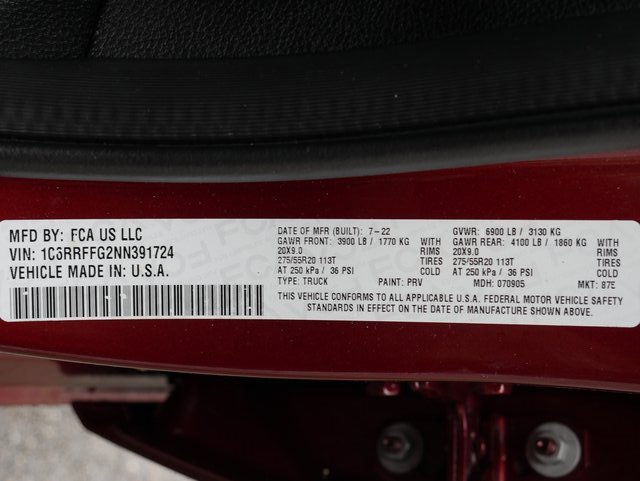 MFD BY: FCA US LLC
VIN: 1C6RRFFG2NN391724
VEHICLE MADE IN: U.S.A.
DATE OF MFR (BUILT): 7-22 GVWR: 6900 LB / 3130 KG
GAWR FRONT: 3900 LB / 1770 KG WITH GAWR REAR: 4100 LB / 1860 KG WITH
20X9.0 RIMS 20X9.0 RIMS
275/55R20 113T TIRES 275/55R20 113T TIRES
AT 250 kPa / 36 PSI COLD AT 250 kPa / 36 PSI COLD
TYPE: TRUCK PAINT: PRV MDH: 070905 MKT: 87E
THIS VEHICLE CONFORMS TO ALL APPLICABLE U.S.A. FEDERAL MOTOR VEHICLE SAFETY
STANDARDS IN EFFECT ON THE DATE OF MANUFACTURE SHOWN ABOVE.